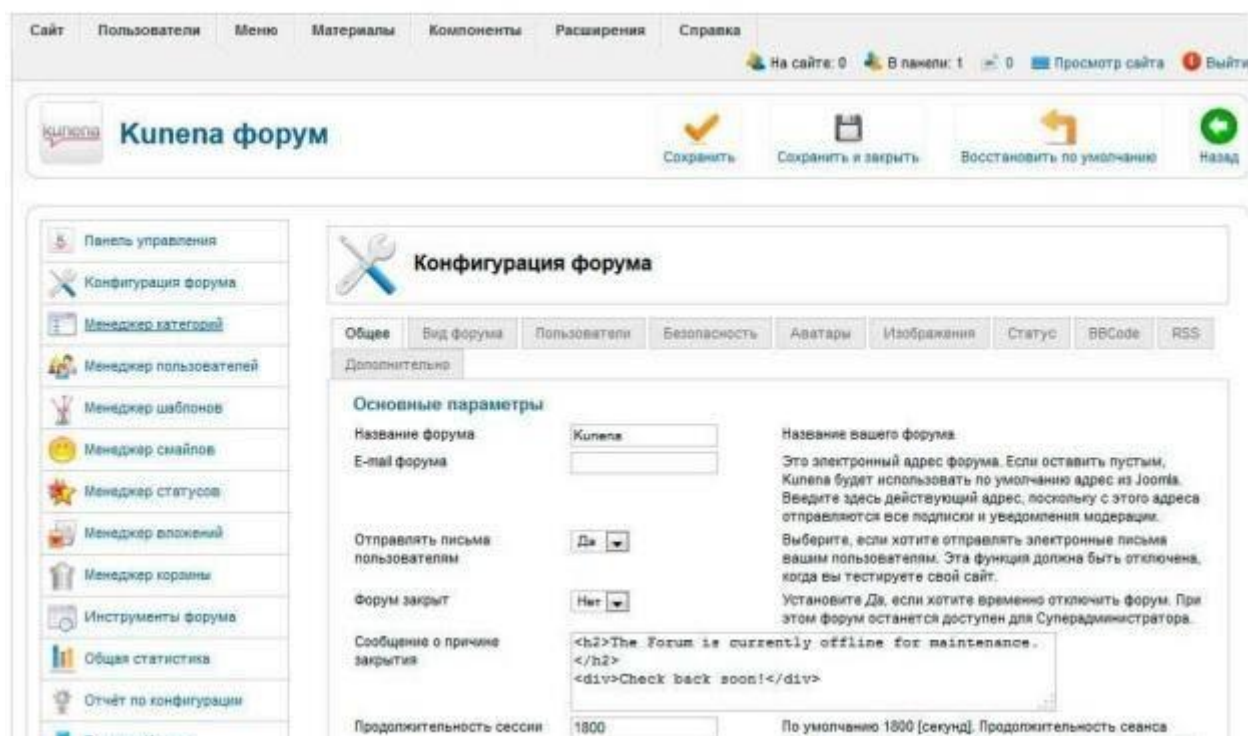 Сайт Пользователи Меню Материалы Компоненты Расширения Справка
На сайте: 0 В панели: 1 0 Просмотр сайта Выйти
kunena Kunena форум
Сохранить Сохранить и закрыть Восстановить по умолчанию Назад
Панель управления
Конфигурация форума
Менеджер категорий
Менеджер пользователей
Менеджер шаблонов
Менеджер смайлов
Менеджер статусов
Менеджер вложений
Менеджер корзины
Инструменты форума
Общая статистика
Отчёт по конфигурации
Конфигурация форума
Общее Вид форума Пользователи Безопасность Аватары Изображения Статус BBCode RSS
Дополнительно
Основные параметры
Название форума Kunena Название вашего форума
E-mail форума Это электронный адрес форума. Если оставить пустым,
Kunena будет использовать по умолчанию адрес из Joomla.
Введите здесь действующий адрес, поскольку с этого адреса
отправляются все подписки и уведомления модерации.
Отправлять письма Да Выберите, если хотите отправлять электронные письма
пользователям вашим пользователям. Эта функция должна быть отключена,
когда вы тестируете свой сайт.
Форум закрыт Нет Установите Да, если хотите временно отключить форум. При
этом форум останется доступен для Суперадминистратора.
Сообщение о причине <h2>The Forum is currently offline for maintenance.
закрытия </h2>
<div>Check back soon!</div>
Продолжительность сессии 1800 По умолчанию 1800 [секунд]. Продолжительность сеанса